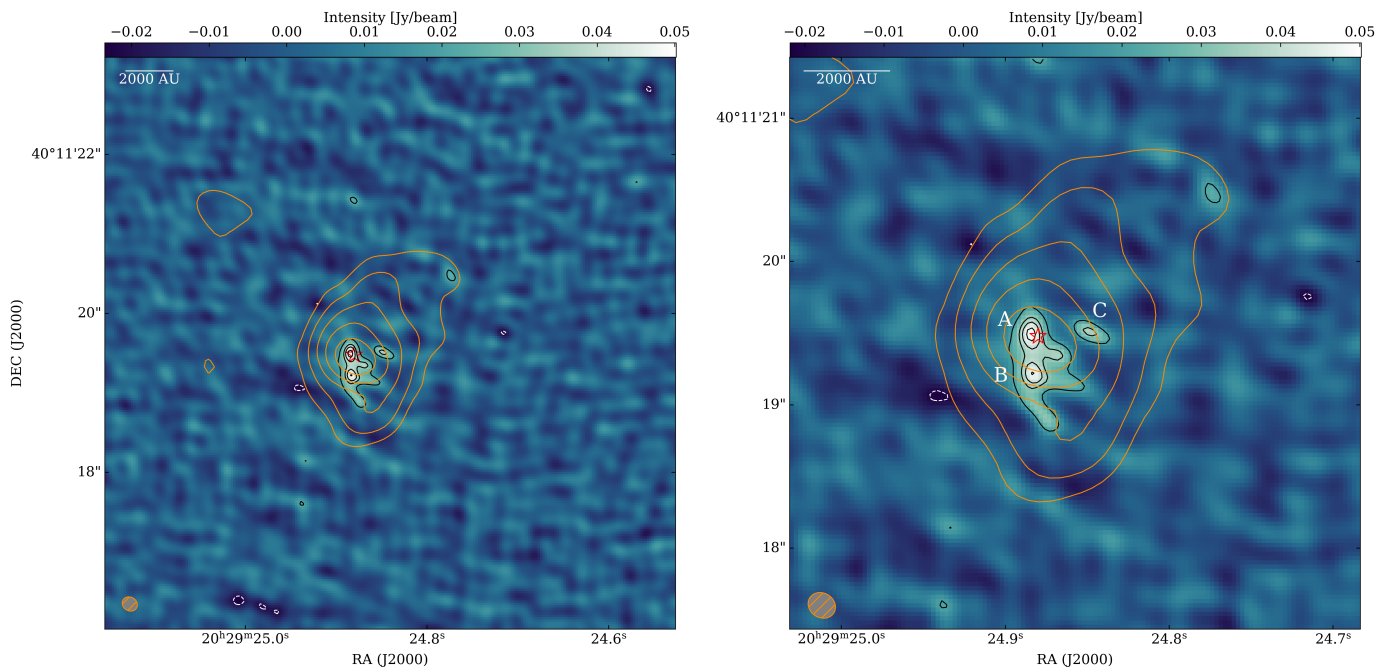 Intensity [Jy/beam]
−0.02 −0.01 0.00 0.01 0.02 0.03 0.04 0.05
2000 AU
40°11'22"
20"
18"
DEC (J2000)
20ʰ29ᵐ25.0ˢ 24.8ˢ 24.6ˢ
RA (J2000)
Intensity [Jy/beam]
−0.02 −0.01 0.00 0.01 0.02 0.03 0.04 0.05
2000 AU
40°11'21"
20"
19"
18"
A
C
B
20ʰ29ᵐ25.0ˢ 24.9ˢ 24.8ˢ 24.7ˢ
RA (J2000)